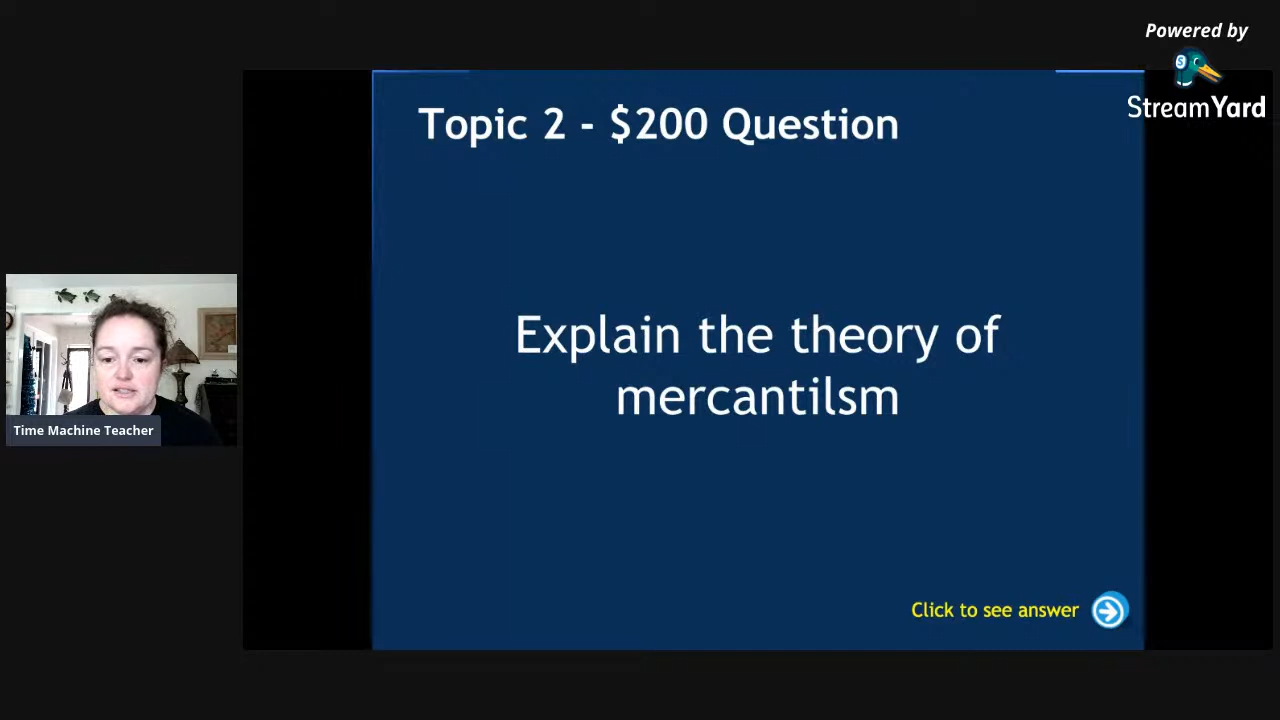 Powered by
StreamYard
Topic 2 - $200 Question
Explain the theory of
mercantilsm
Click to see answer
Time Machine Teacher